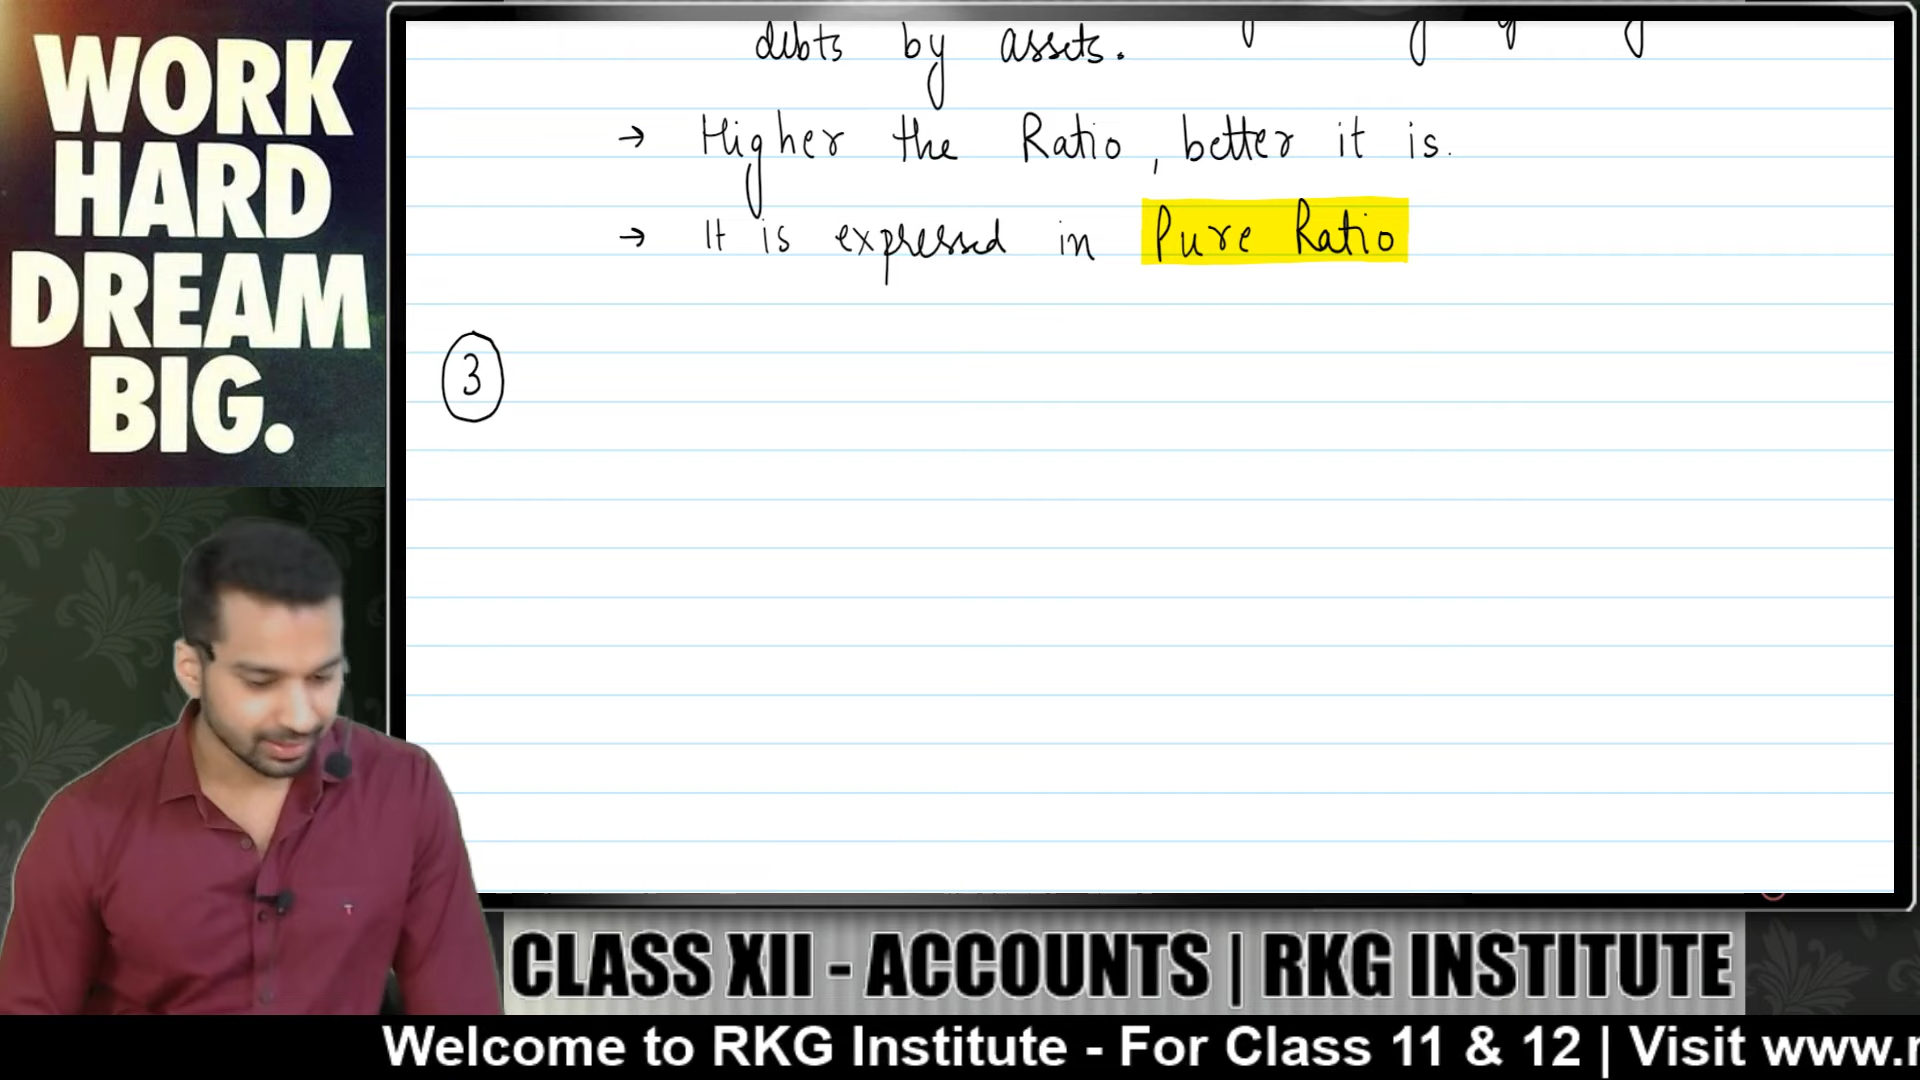 WORK
HARD
DREAM
BIG.
debts by assets.
→ Higher the Ratio, better it is.
→ It is expressed in Pure Ratio
3
CLASS XII - ACCOUNTS | RKG INSTITUTE
Welcome to RKG Institute - For Class 11 & 12 | Visit www.r